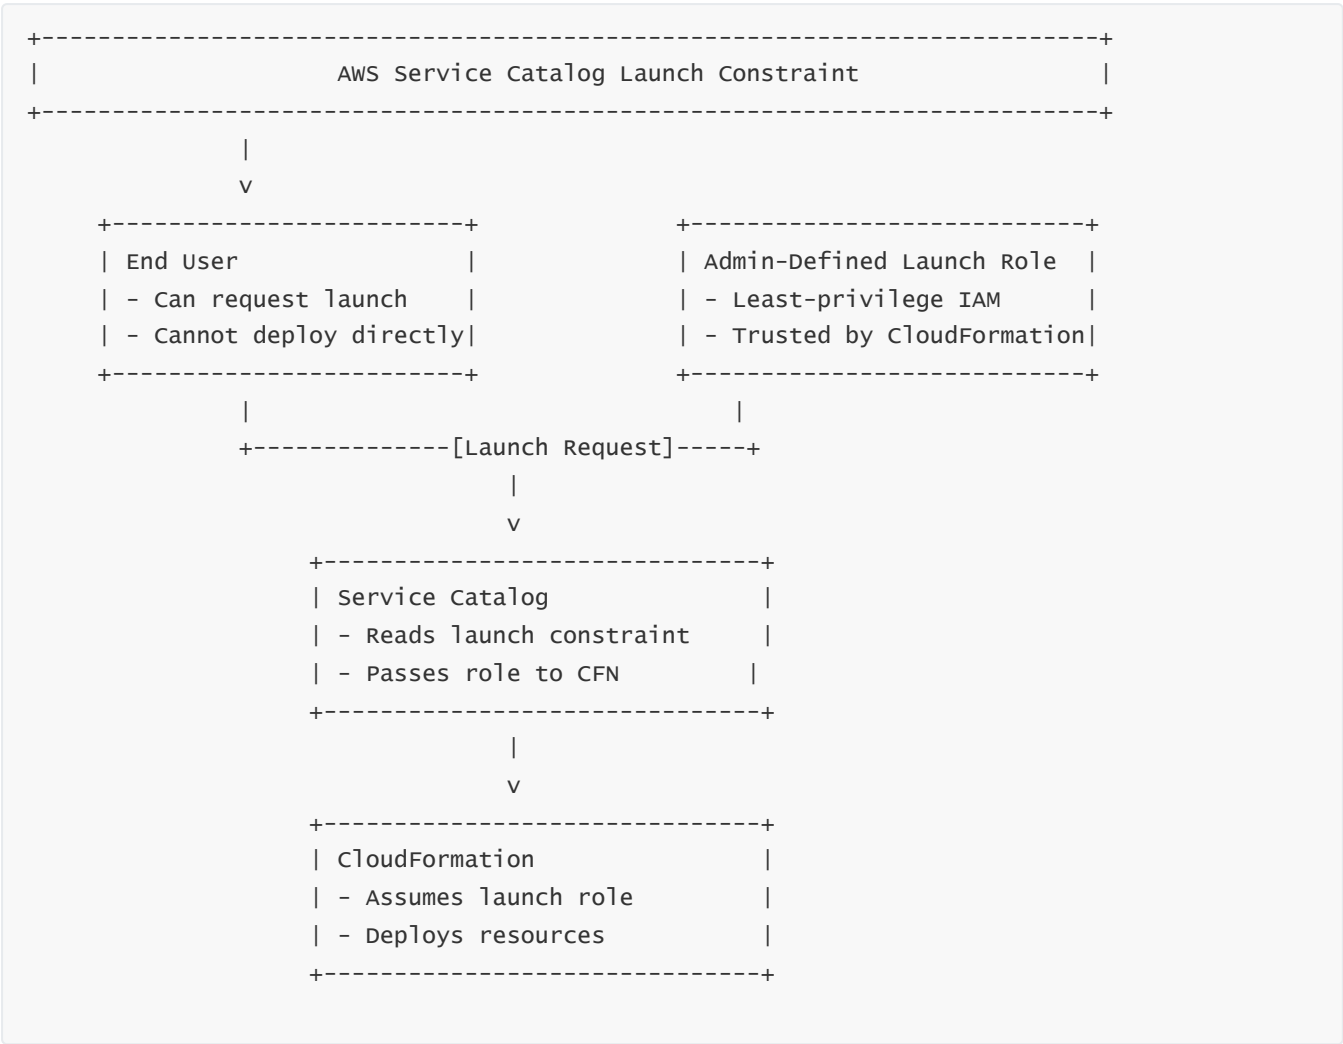 +---------------------------------------------------------------------------+
|                     AWS Service Catalog Launch Constraint                 |
+---------------------------------------------------------------------------+
               |
               v
     +-------------------------+              +----------------------------+
     | End User                |              | Admin-Defined Launch Role  |
     | - Can request launch    |              | - Least-privilege IAM      |
     | - Cannot deploy directly|              | - Trusted by CloudFormation|
     +-------------------------+              +----------------------------+
               |                                  |
               +--------------[Launch Request]-----+
                                  |
                                  v
                    +-------------------------------+
                    | Service Catalog               |
                    | - Reads launch constraint     |
                    | - Passes role to CFN         |
                    +-------------------------------+
                                  |
                                  v
                    +-------------------------------+
                    | CloudFormation                |
                    | - Assumes launch role         |
                    | - Deploys resources           |
                    +-------------------------------+